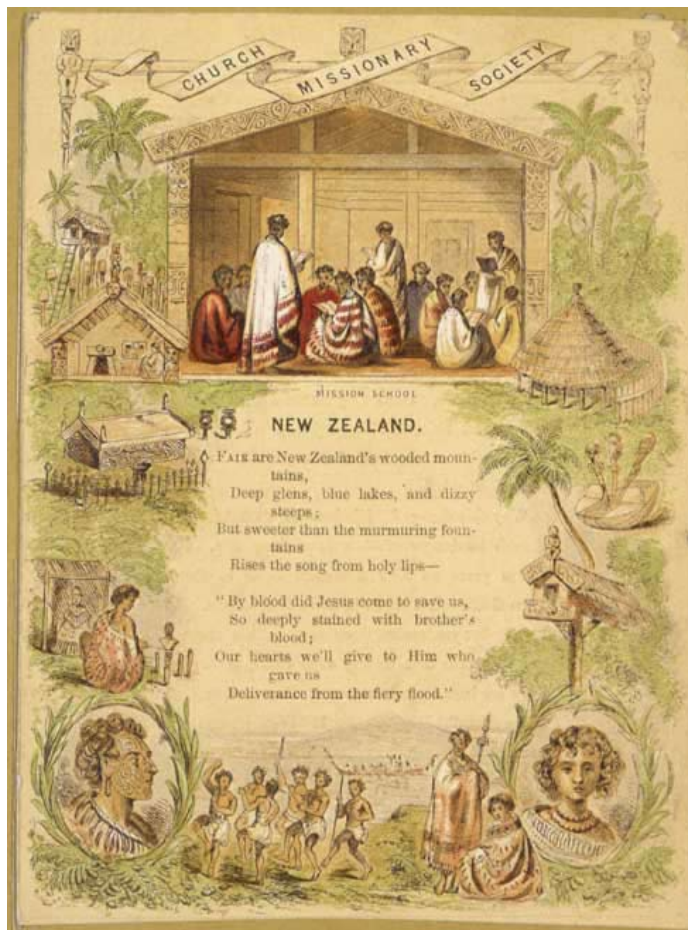 CHURCH MISSIONARY SOCIETY
MISSION SCHOOL
NEW ZEALAND.
FAIR are New Zealand's wooded moun-
tains,
Deep glens, blue lakes, and dizzy
steeps;
But sweeter than the murmuring foun-
tains
Rises the song from holy lips—
"By blood did Jesus come to save us,
So deeply stained with brother's
blood;
Our hearts we'll give to Him who
gave us
Deliverance from the fiery flood."